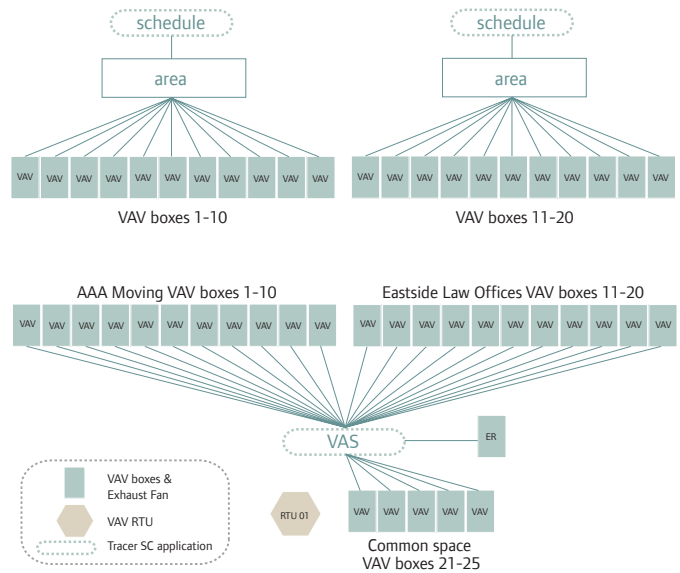 schedule
schedule
area
area
VAV VAV VAV VAV VAV VAV VAV VAV VAV VAV VAV
VAV VAV VAV VAV VAV VAV VAV VAV VAV VAV VAV
VAV boxes 1-10
VAV boxes 11-20
AAA Moving VAV boxes 1-10
Eastside Law Offices VAV boxes 11-20
VAV VAV VAV VAV VAV VAV VAV VAV VAV VAV VAV
VAV VAV VAV VAV VAV VAV VAV VAV VAV VAV VAV
VAS
ER
VAV boxes &
Exhaust Fan
VAV RTU
Tracer SC application
RTU 01
VAV VAV VAV VAV VAV
Common space
VAV boxes 21-25